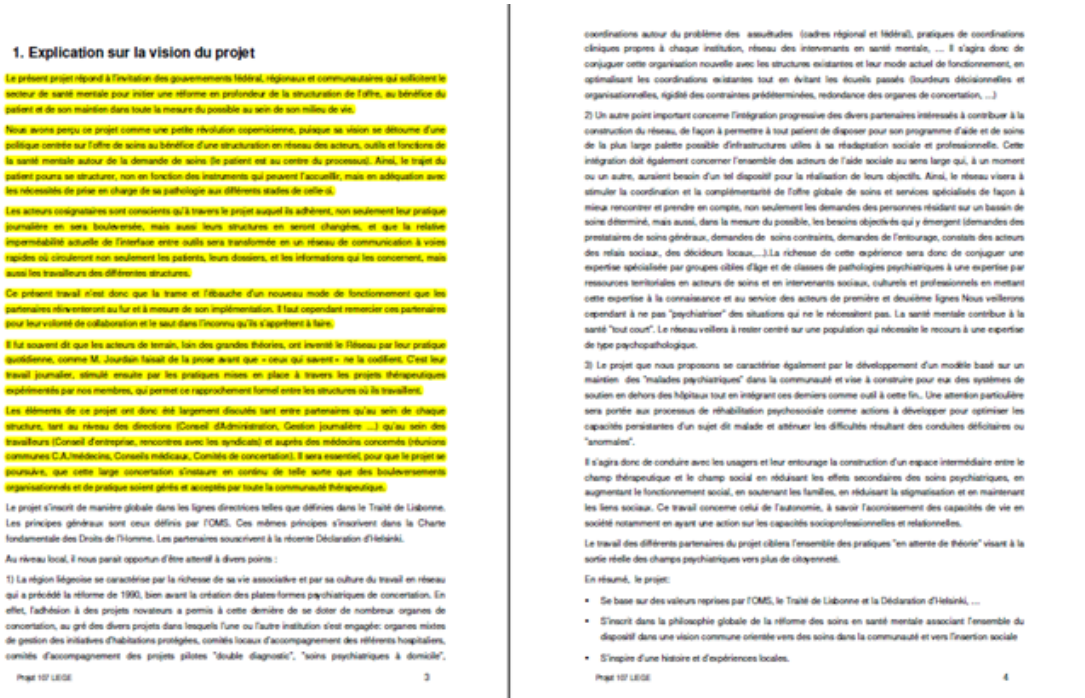 1. Explication sur la vision du projet
Le présent projet répond à l'invitation des gouvernements fédéral, régionaux et communautaires qui sollicitent le
secteur de santé mentale pour initier une réforme en profondeur de la structuration de l'offre, au bénéfice du
patient et de son maintien dans toute la mesure du possible au sein de son milieu de vie.
Nous avons perçu ce projet comme une petite révolution copernicienne, puisque sa vision se détourne d'une
politique centrée sur l'offre de soins au bénéfice d'une structuration en réseau des acteurs, outils et fonctions de
la santé mentale autour de la demande de soins (le patient est au centre du processus). Ainsi, le trajet du
patient pourra se structurer, non en fonction des instruments qui peuvent l'accueillir, mais en adéquation avec
les nécessités de prise en charge de sa pathologie aux différents stades de celle-ci.
Les acteurs cosignataires sont conscients qu'à travers le projet auquel ils adhèrent, non seulement leur pratique
journalière en sera bouleversée, mais aussi leurs structures en seront changées, et que la relative
imperméabilité actuelle de l'interface entre outils sera transformée en un réseau de communication à voies
rapides où circuleront non seulement les patients, leurs dossiers, et les informations qui les concernent, mais
aussi les travailleurs des différentes structures.
Ce présent travail n'est donc que la trame et l'ébauche d'un nouveau mode de fonctionnement que les
partenaires réinventeront au fur et à mesure de son implémentation. Il faut cependant remercier ces partenaires
pour leur volonté de collaboration et le saut dans l'inconnu qu'ils s'apprêtent à faire.
Il fut souvent dit que les acteurs de terrain, loin des grandes théories, ont inventé le Réseau par leur pratique
quotidienne, comme M. Jourdain faisait de la prose avant que « ceux qui savent » ne la codifient. C'est leur
travail journalier, stimulé ensuite par les pratiques mises en place à travers les projets thérapeutiques
expérimentés par nos membres, qui permet ce rapprochement formel entre les structures où ils travaillent.
Les éléments de ce projet ont donc été largement discutés tant entre partenaires qu'au sein de chaque
structure, tant au niveau des directions (Conseil d'Administration, Gestion journalière ...) qu'au sein des
travailleurs (Conseil d'entreprise, rencontres avec les syndicats) et auprès des médecins concernés (réunions
communes C.A./médecins, Conseils médicaux, Comités de concertation). Il sera essentiel, pour que le projet se
poursuive, que cette large concertation s'instaure en continu de telle sorte que des bouleversements
organisationnels et de pratique soient gérés et acceptés par toute la communauté thérapeutique.
Le projet s'inscrit de manière globale dans les lignes directrices telles que définies dans le Traité de Lisbonne.
Les principes généraux sont ceux définis par l'OMS. Ces mêmes principes s'inscrivent dans la Charte
fondamentale des Droits de l'Homme. Les partenaires souscrivent à la récente Déclaration d'Helsinki.
Au niveau local, il nous parait opportun d'être attentif à divers points :
1) La région liégeoise se caractérise par la richesse de sa vie associative et par sa culture du travail en réseau
qui a précédé la réforme de 1990, bien avant la création des plates-formes psychiatriques de concertation. En
effet, l'adhésion à des projets novateurs a permis à cette dernière de se doter de nombreux organes de
concertation, au gré des divers projets dans lesquels l'une ou l'autre institution s'est engagée: organes mixtes
de gestion des initiatives d'habitations protégées, comités locaux d'accompagnement des référents hospitaliers,
comités d'accompagnement des projets pilotes "double diagnostic", "soins psychiatriques à domicile",
Projet 107 LIEGE 3
coordinations autour du problème des assuétudes (cadres régional et fédéral), pratiques de coordinations
cliniques propres à chaque institution, réseau des intervenants en santé mentale, ... Il s'agira donc de
conjuguer cette organisation nouvelle avec les structures existantes et leur mode actuel de fonctionnement, en
optimalisant les coordinations existantes tout en évitant les écueils passés (lourdeurs décisionnelles et
organisationnelles, rigidité des contraintes prédéterminées, redondance des organes de concertation, ...)
2) Un autre point important concerne l'intégration progressive des divers partenaires intéressés à contribuer à la
construction du réseau, de façon à permettre à tout patient de disposer pour son programme d'aide et de soins
de la plus large palette possible d'infrastructures utiles à sa réadaptation sociale et professionnelle. Cette
intégration doit également concerner l'ensemble des acteurs de l'aide sociale au sens large qui, à un moment
ou un autre, auraient besoin d'un tel dispositif pour la réalisation de leurs objectifs. Ainsi, le réseau visera à
stimuler la coordination et la complémentarité de l'offre globale de soins et services spécialisés de façon à
mieux rencontrer et prendre en compte, non seulement les demandes des personnes résidant sur un bassin de
soins déterminé, mais aussi, dans la mesure du possible, les besoins objectivés qui y émergent (demandes des
prestataires de soins généraux, demandes de soins contraints, demandes de l'entourage, constats des acteurs
des relais sociaux, des décideurs locaux,...).La richesse de cette expérience sera donc de conjuguer une
expertise spécialisée par groupes cibles d'âge et de classes de pathologies psychiatriques à une expertise par
ressources territoriales en acteurs de soins et en intervenants sociaux, culturels et professionnels en mettant
cette expertise à la connaissance et au service des acteurs de première et deuxième lignes Nous veillerons
cependant à ne pas "psychiatriser" des situations qui ne le nécessitent pas. La santé mentale contribue à la
santé "tout court". Le réseau veillera à rester centré sur une population qui nécessite le recours à une expertise
de type psychopathologique.
3) Le projet que nous proposons se caractérise également par le développement d'un modèle basé sur un
maintien des "malades psychiatriques" dans la communauté et vise à construire pour eux des systèmes de
soutien en dehors des hôpitaux tout en intégrant ces derniers comme outil à cette fin.. Une attention particulière
sera portée aux processus de réhabilitation psychosociale comme actions à développer pour optimiser les
capacités persistantes d'un sujet dit malade et atténuer les difficultés résultant des conduites déficitaires ou
"anormales".
Il s'agira donc de conduire avec les usagers et leur entourage la construction d'un espace intermédiaire entre le
champ thérapeutique et le champ social en réduisant les effets secondaires des soins psychiatriques, en
augmentant le fonctionnement social, en soutenant les familles, en réduisant la stigmatisation et en maintenant
les liens sociaux. Ce travail concerne celui de l'autonomie, à savoir l'accroissement des capacités de vie en
société notamment en ayant une action sur les capacités socioprofessionnelles et relationnelles.
Le travail des différents partenaires du projet ciblera l'ensemble des pratiques "en attente de théorie" visant à la
sortie réelle des champs psychiatriques vers plus de citoyenneté.
En résumé, le projet:
• Se base sur des valeurs reprises par l'OMS, le Traité de Lisbonne et la Déclaration d'Helsinki, ....
• S'inscrit dans la philosophie globale de la réforme des soins en santé mentale associant l'ensemble du
dispositif dans une vision commune orientée vers des soins dans la communauté et vers l'insertion sociale
• S'inspire d'une histoire et d'expériences locales.
Projet 107 LIEGE 4